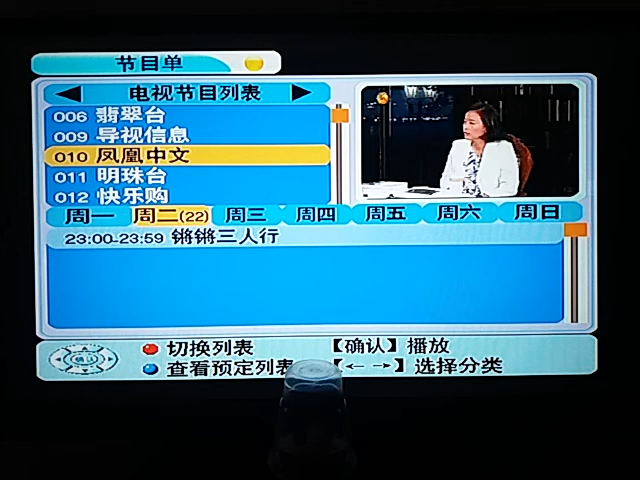 节目单
电视节目列表
006 翡翠台
009 导视信息
010 凤凰中文
011 明珠台
012 快乐购
周一 周二(22) 周三 周四 周五 周六 周日
23:00-23:59 锵锵三人行
确认
切换列表 【确认】播放
查看预定列表 【←→】选择分类